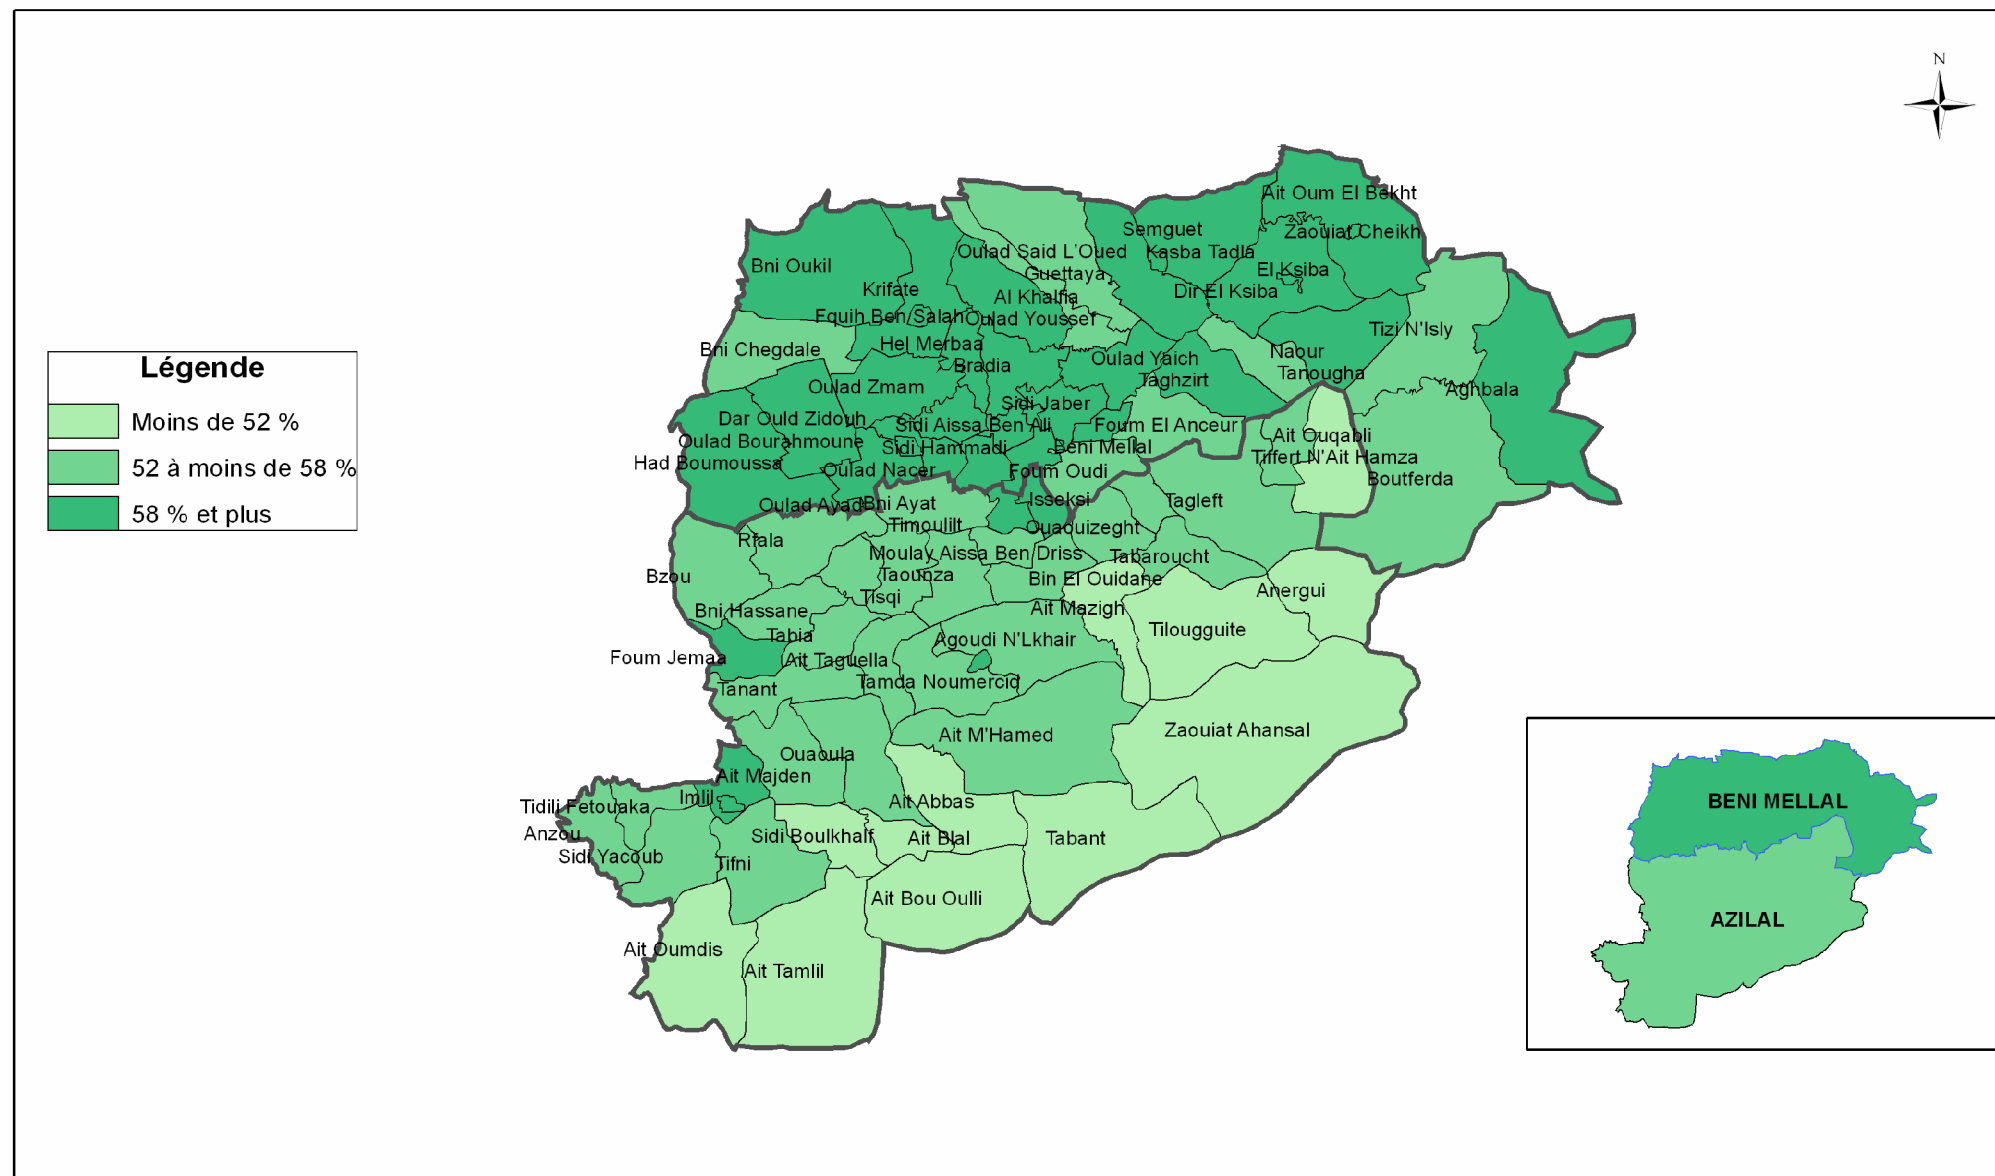 N
Légende
Moins de 52 %
52 à moins de 58 %
58 % et plus
Ait Oum El Bekht
Semguet
Zaouiat Cheikh
Oulad Said L'Oued
Kasba Tadla
Bni Oukil
Guettaya
El Ksiba
Krifate
Al Khalfia
Dir El Ksiba
Fquih Ben Salah
Oulad Youssef
Tizi N'Isly
Bni Chegdale
Hel Merbaa
Naour
Bradia
Oulad Yaich
Tanougha
Oulad Zmam
Taghzirt
Aghbala
Sidi Jaber
Dar Ould Zidouh
Sidi Aissa Ben Ali
Foum El Anceur
Oulad Bourahmoune
Sidi Hammadi
Beni Mellal
Ait Ouqabli
Had Boumoussa
Oulad Nacer
Foum Oudi
Tiffert N'Ait Hamza
Boutferda
Oulad Ayad
Bni Ayat
Isseksi
Tagleft
Timoulilt
Ouaouizeght
Rfala
Moulay Aissa Ben Driss
Tabaroucht
Bzou
Taounza
Bin El Ouidane
Anergui
Tisqi
Bni Hassane
Ait Mazigh
Tabia
Agoudi N'Lkhair
Tilougguite
Foum Jemaa
Ait Taguella
Tanant
Tamda Noumercid
Ouaoula
Ait M'Hamed
Zaouiat Ahansal
Ait Majden
Imlil
Tidili Fetouaka
Ait Abbas
Anzou
Sidi Boulkhalf
Ait Blal
Tabant
Sidi Yacoub
Tifni
Ait Bou Oulli
Ait Oumdis
Ait Tamlil
BENI MELLAL
AZILAL